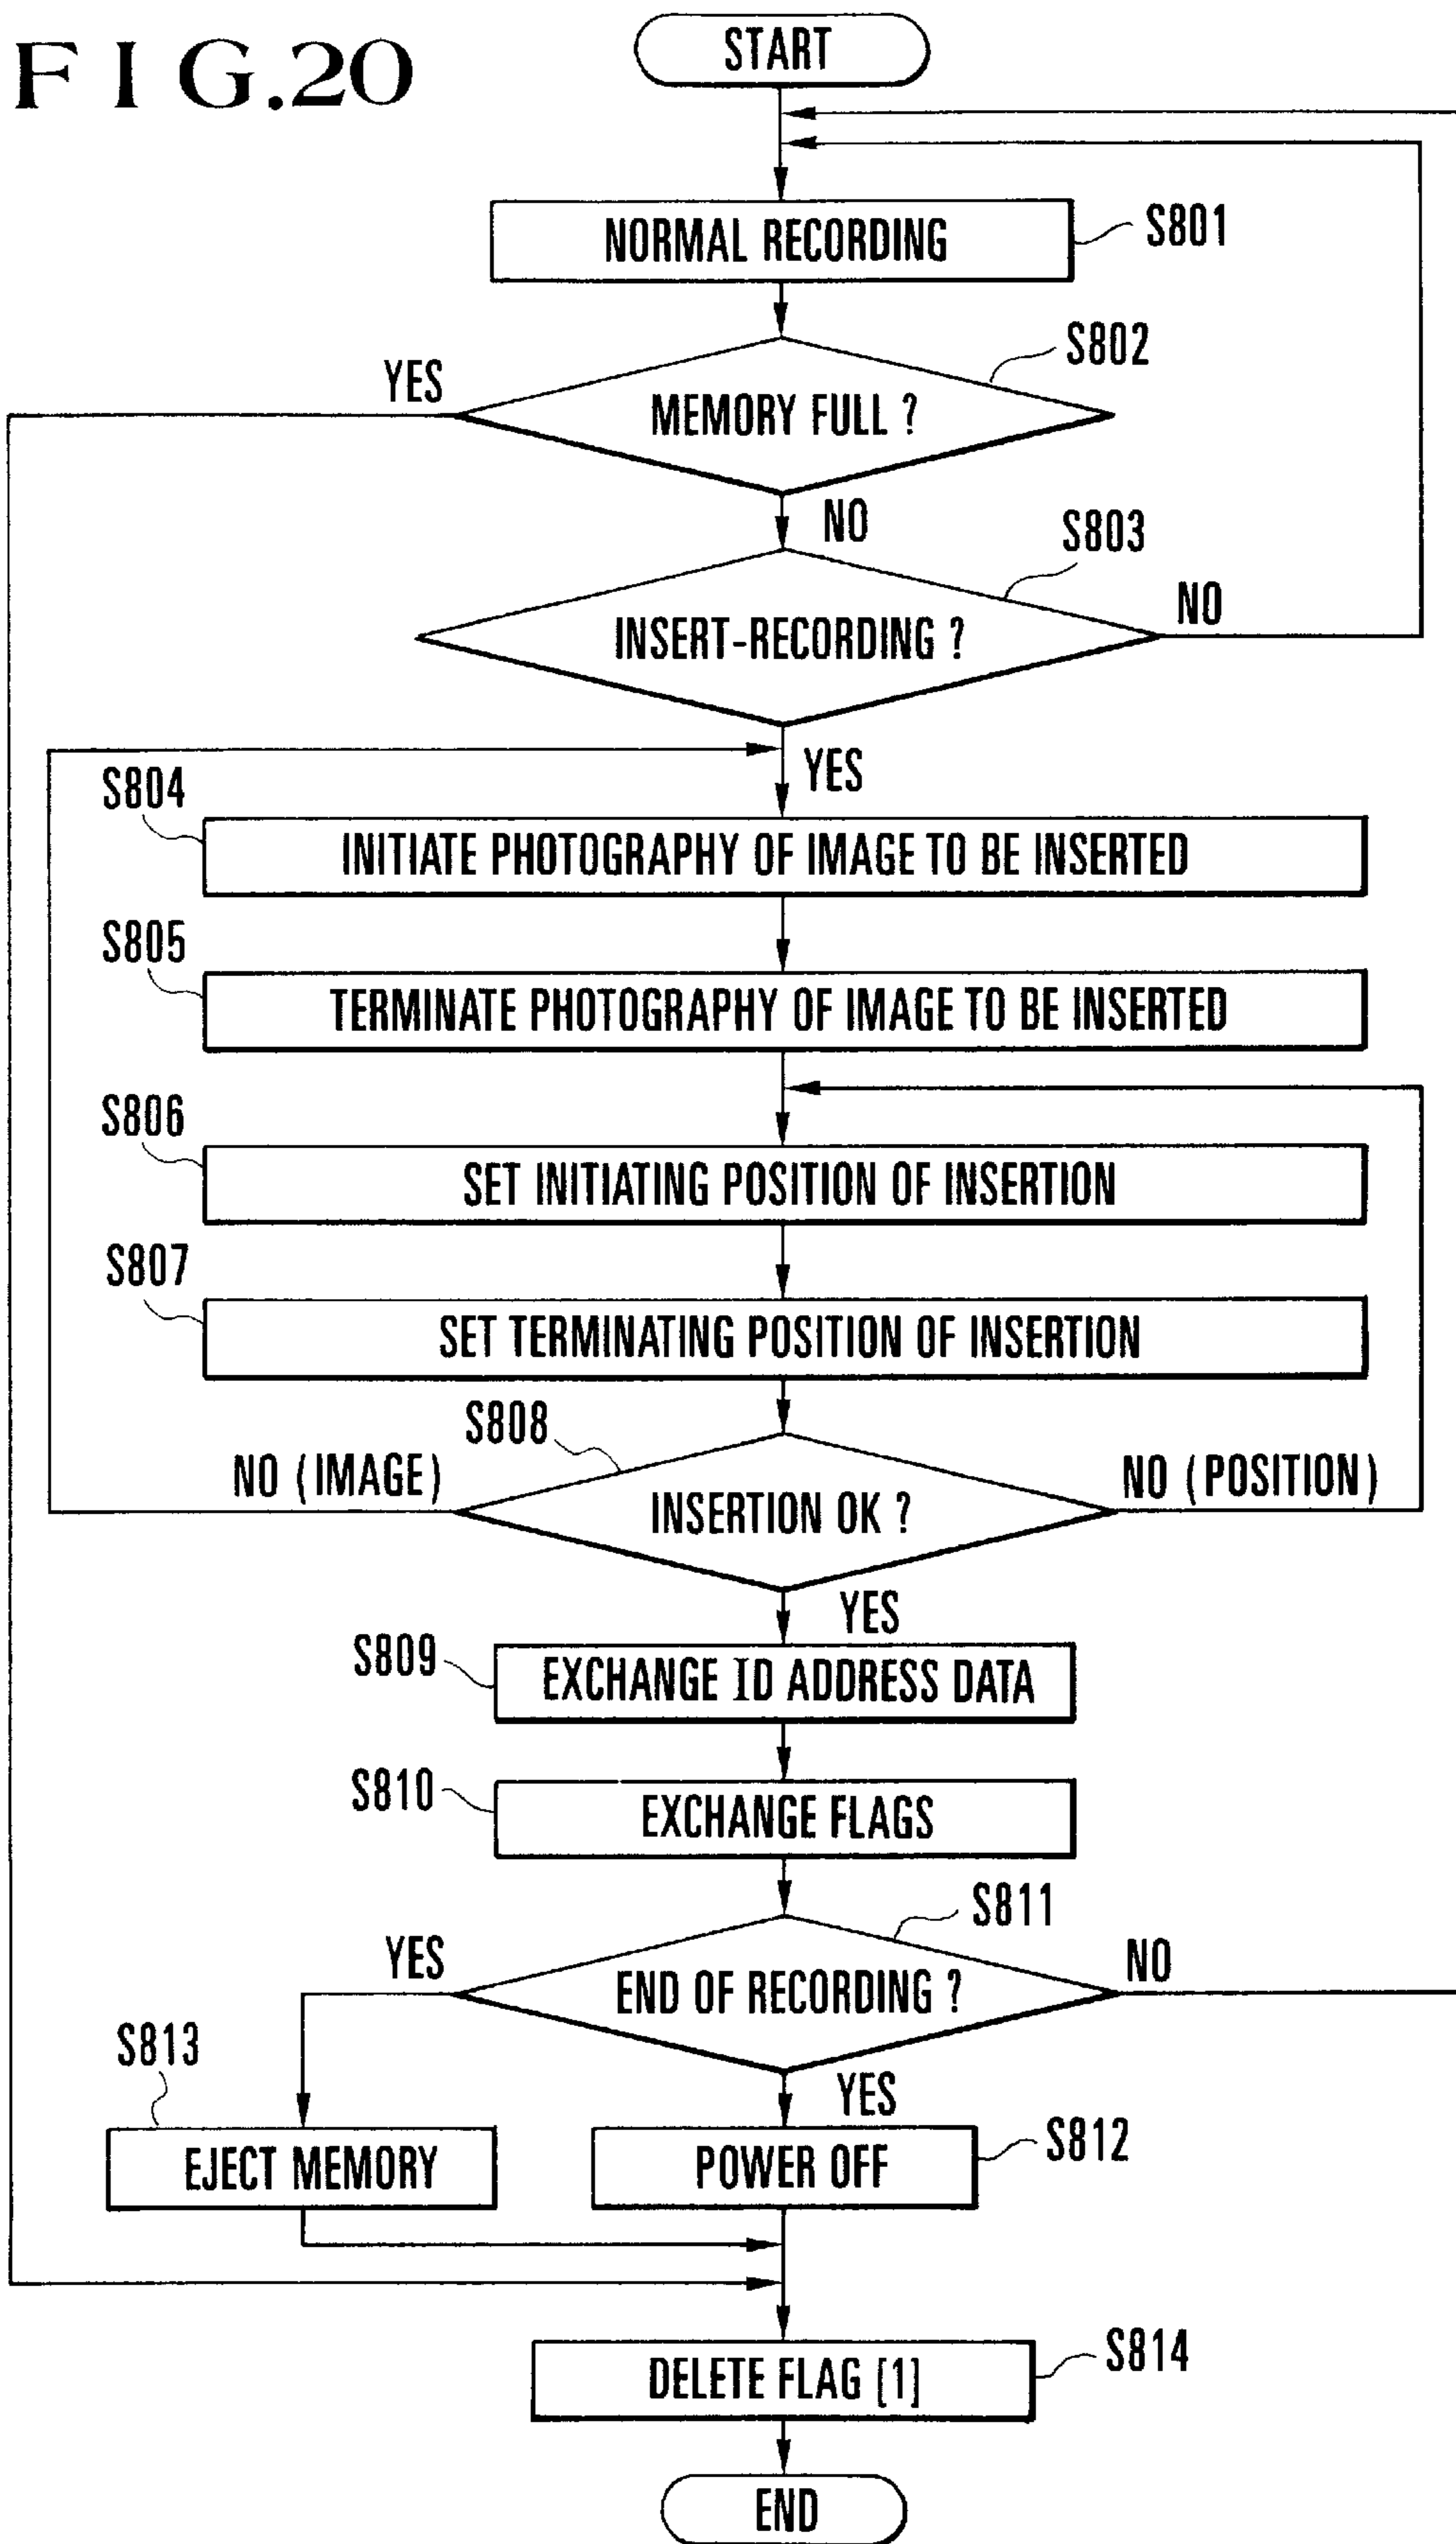 FIG.20
START
NORMAL RECORDING
S801
S802
YES
MEMORY FULL ?
NO
S803
INSERT-RECORDING ?
NO
YES
S804
INITIATE PHOTOGRAPHY OF IMAGE TO BE INSERTED
S805
TERMINATE PHOTOGRAPHY OF IMAGE TO BE INSERTED
S806
SET INITIATING POSITION OF INSERTION
S807
SET TERMINATING POSITION OF INSERTION
S808
NO (IMAGE)
NO (POSITION)
INSERTION OK ?
YES
S809
EXCHANGE ID ADDRESS DATA
S810
EXCHANGE FLAGS
S811
YES
NO
END OF RECORDING ?
S813
YES
EJECT MEMORY
POWER OFF
S812
DELETE FLAG [1]
S814
END